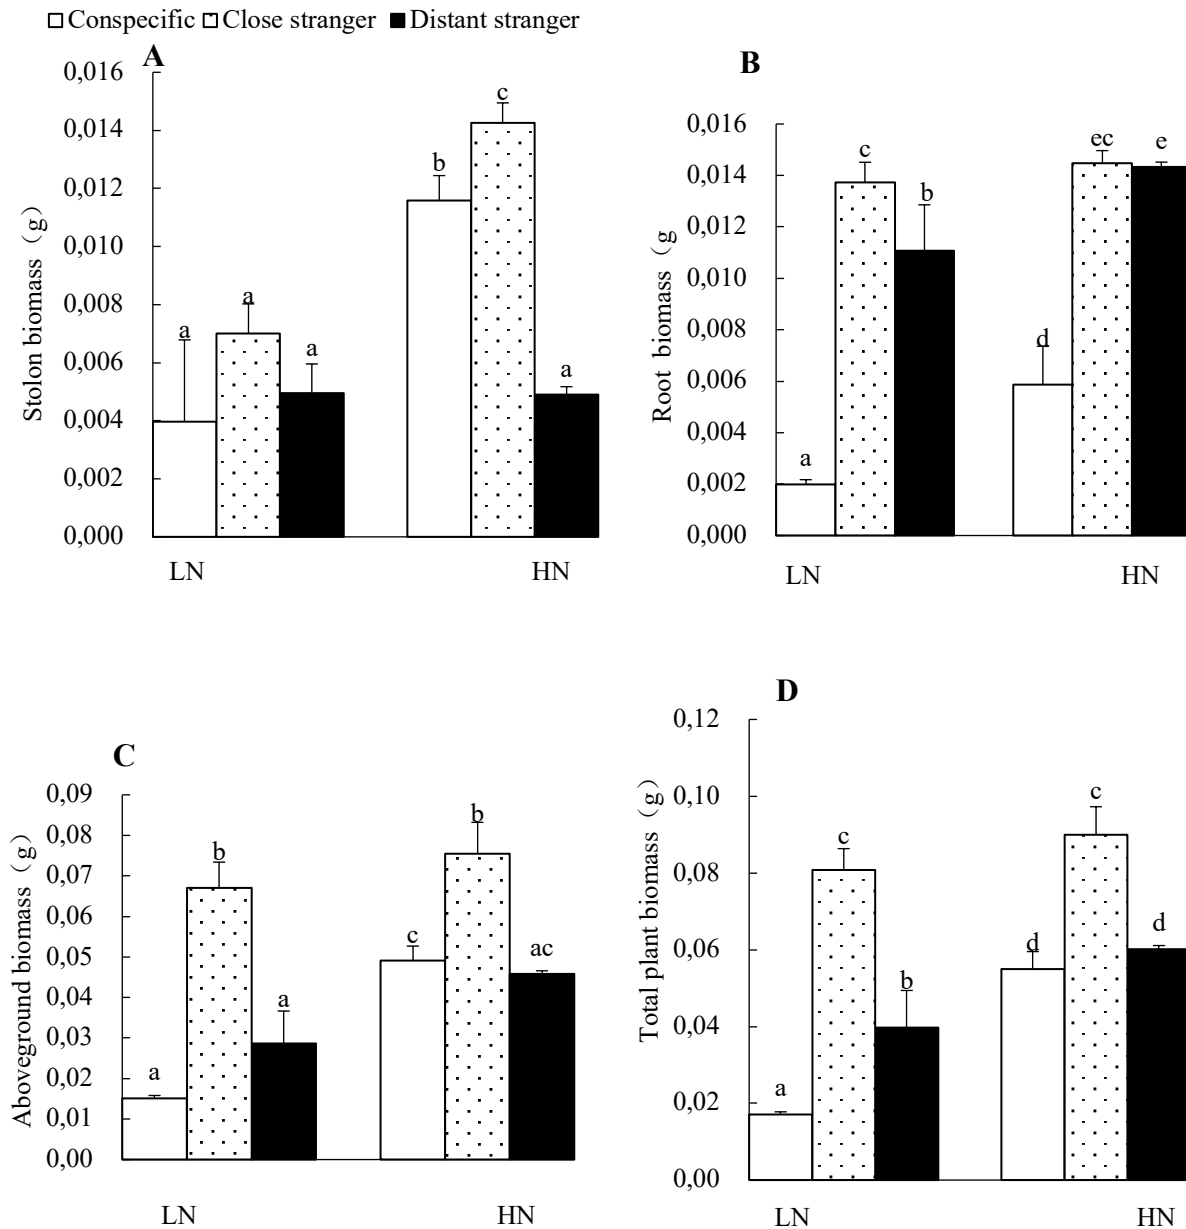 Conspecific Close stranger Distant stranger
A
0,016
0,014
0,012
0,010
0,008
0,006
0,004
0,002
0,000
Stolon biomass（g）
a
a
a
b
c
a
LN
HN
B
0,016
0,014
0,012
0,010
0,008
0,006
0,004
0,002
0,000
Root biomass（g
a
c
b
d
ec
e
LN
HN
C
0,09
0,08
0,07
0,06
0,05
0,04
0,03
0,02
0,01
0,00
Aboveground biomass（g）
a
b
a
c
b
ac
LN
HN
D
0,12
0,10
0,08
0,06
0,04
0,02
0,00
Total plant biomass（g）
a
c
b
d
c
d
LN
HN